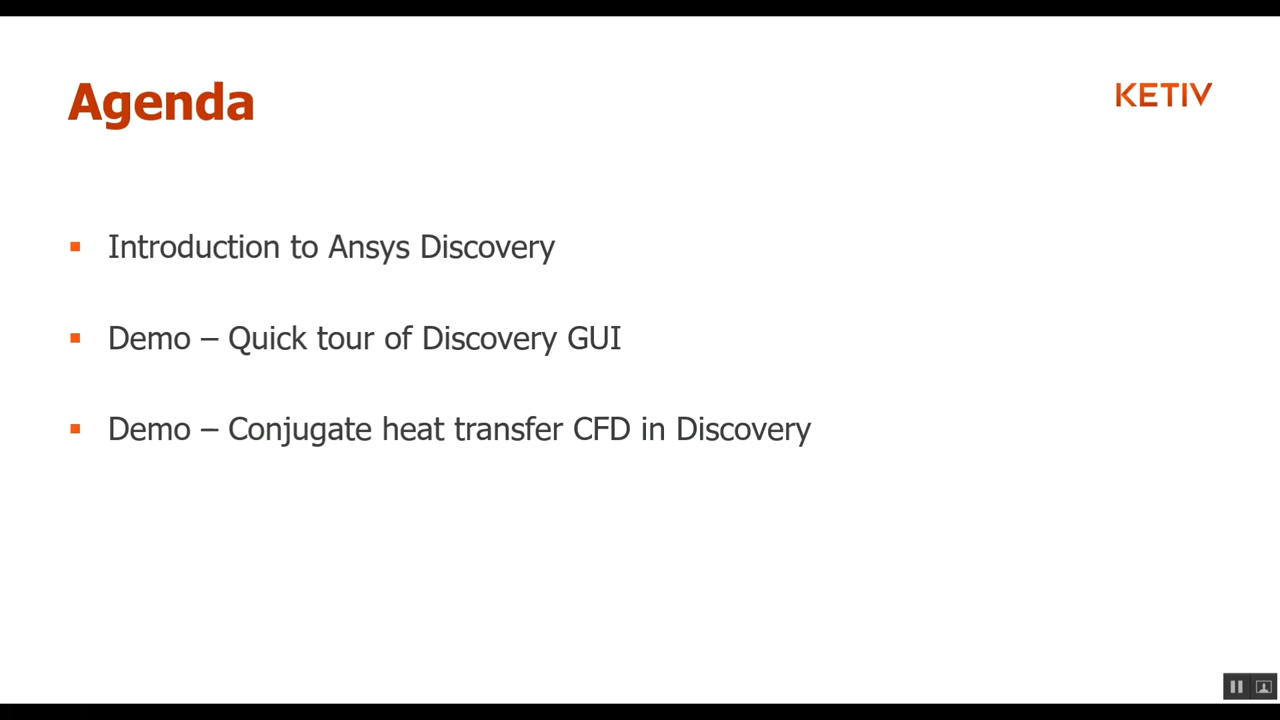 Agenda
KETIV
Introduction to Ansys Discovery
Demo – Quick tour of Discovery GUI
Demo – Conjugate heat transfer CFD in Discovery